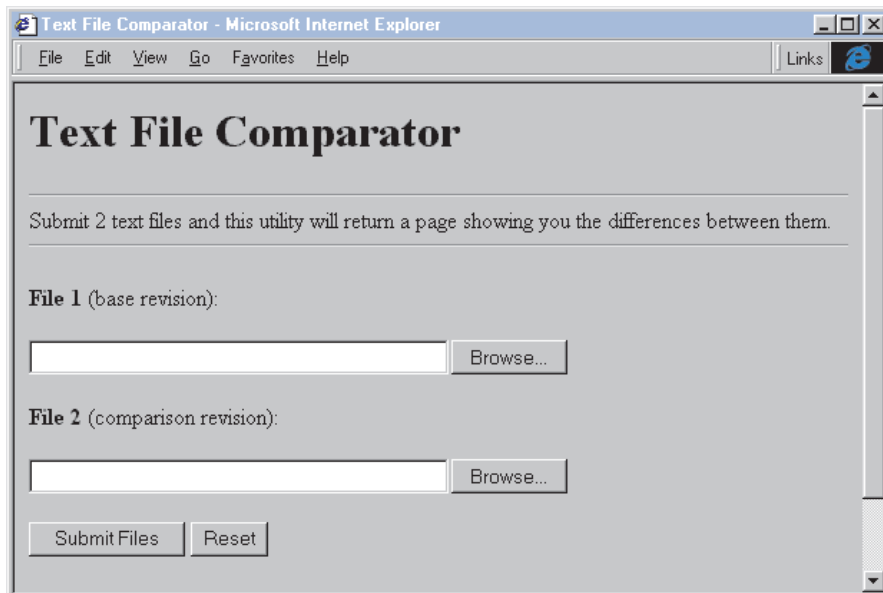 Text File Comparator - Microsoft Internet Explorer
File Edit View Go Favorites Help Links
Text File Comparator
Submit 2 text files and this utility will return a page showing you the differences between them.
File 1 (base revision):
Browse...
File 2 (comparison revision):
Browse...
Submit Files Reset